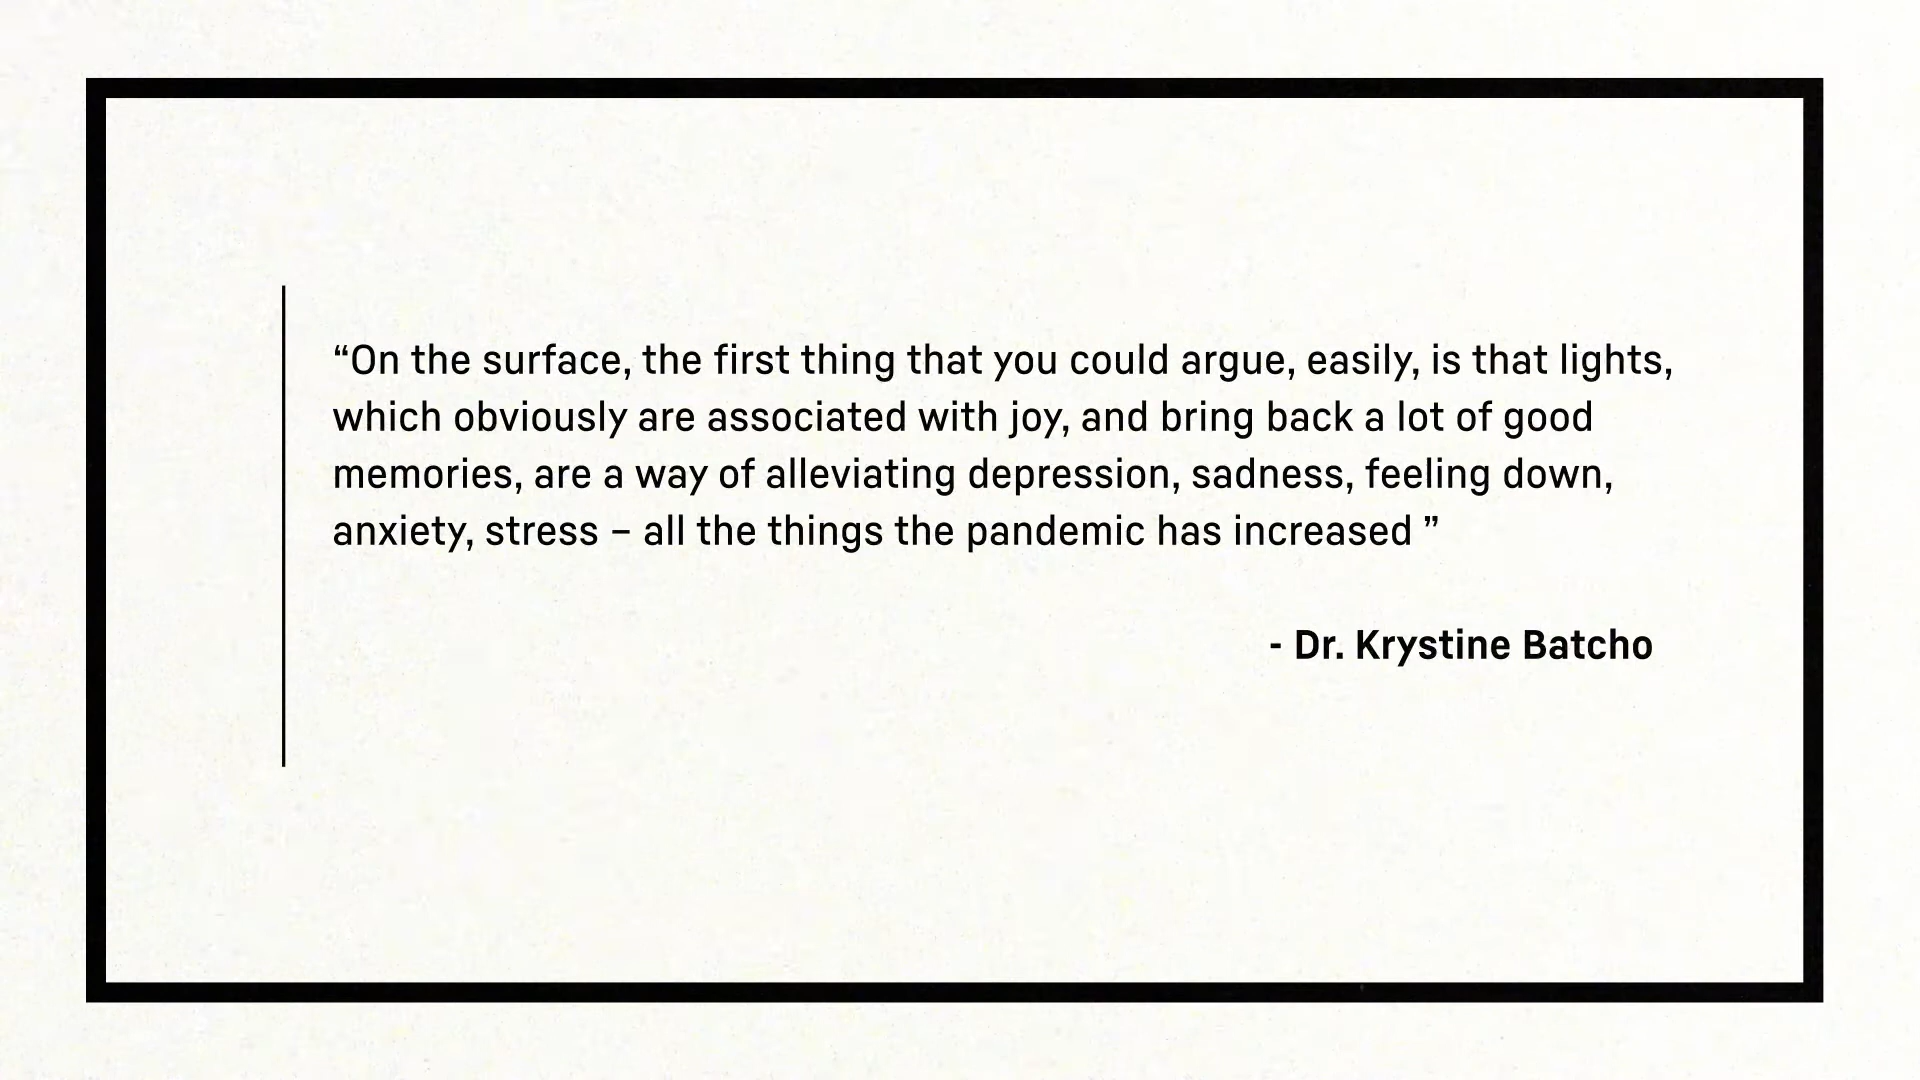 “On the surface, the first thing that you could argue, easily, is that lights,
which obviously are associated with joy, and bring back a lot of good
memories, are a way of alleviating depression, sadness, feeling down,
anxiety, stress – all the things the pandemic has increased ”
- Dr. Krystine Batcho